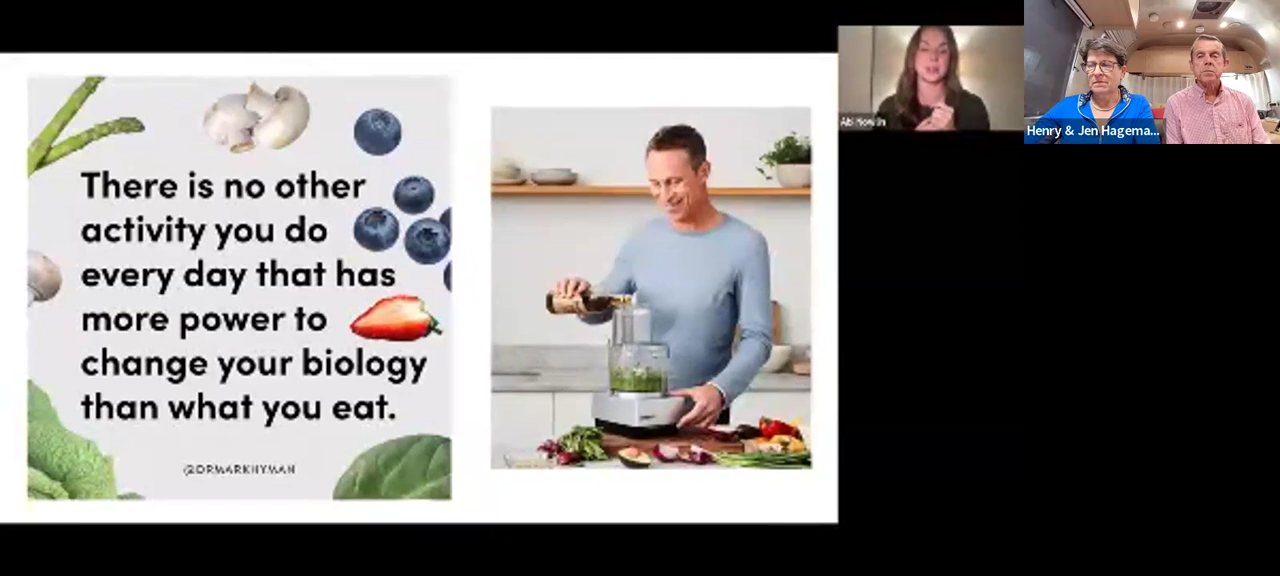 There is no other
activity you do
every day that has
more power to
change your biology
than what you eat.
@DRMARKHYMAN
Henry & Jen Hagema...